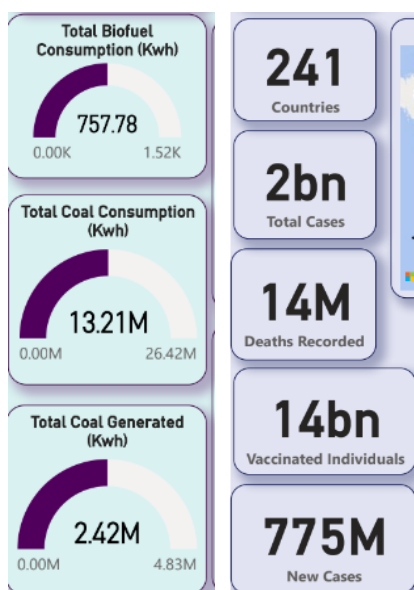 Total Biofuel
Consumption (Kwh)
757.78
0.00K
1.52K
Total Coal Consumption
(Kwh)
13.21M
0.00M
26.42M
Total Coal Generated
(Kwh)
2.42M
0.00M
4.83M
241
Countries
2bn
Total Cases
14M
Deaths Recorded
14bn
Vaccinated Individuals
775M
New Cases